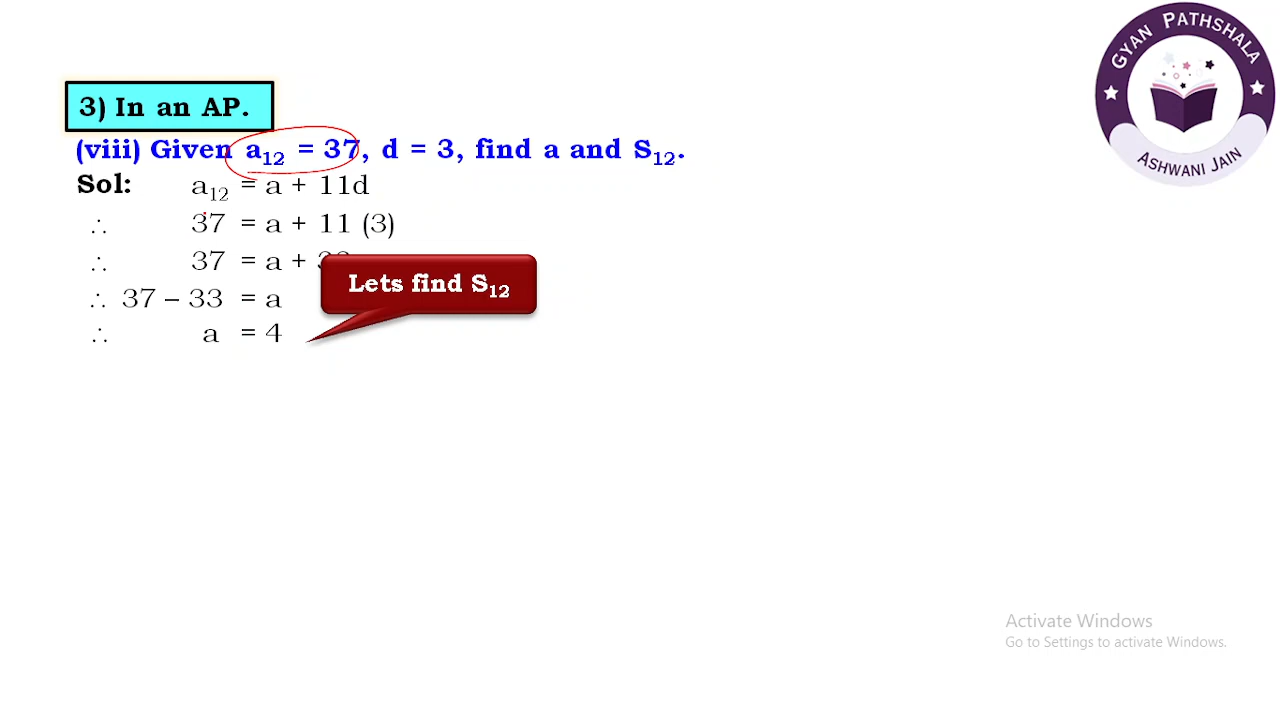 GYAN PATHSHALA
ASHWANI JAIN
3) In an AP.
(viii) Given a₁₂ = 37, d = 3, find a and S₁₂.
Sol: a₁₂ = a + 11d
∴ 37 = a + 11 (3)
∴ 37 = a +
Lets find S₁₂
∴ 37 – 33 = a
∴ a = 4
Activate Windows
Go to Settings to activate Windows.